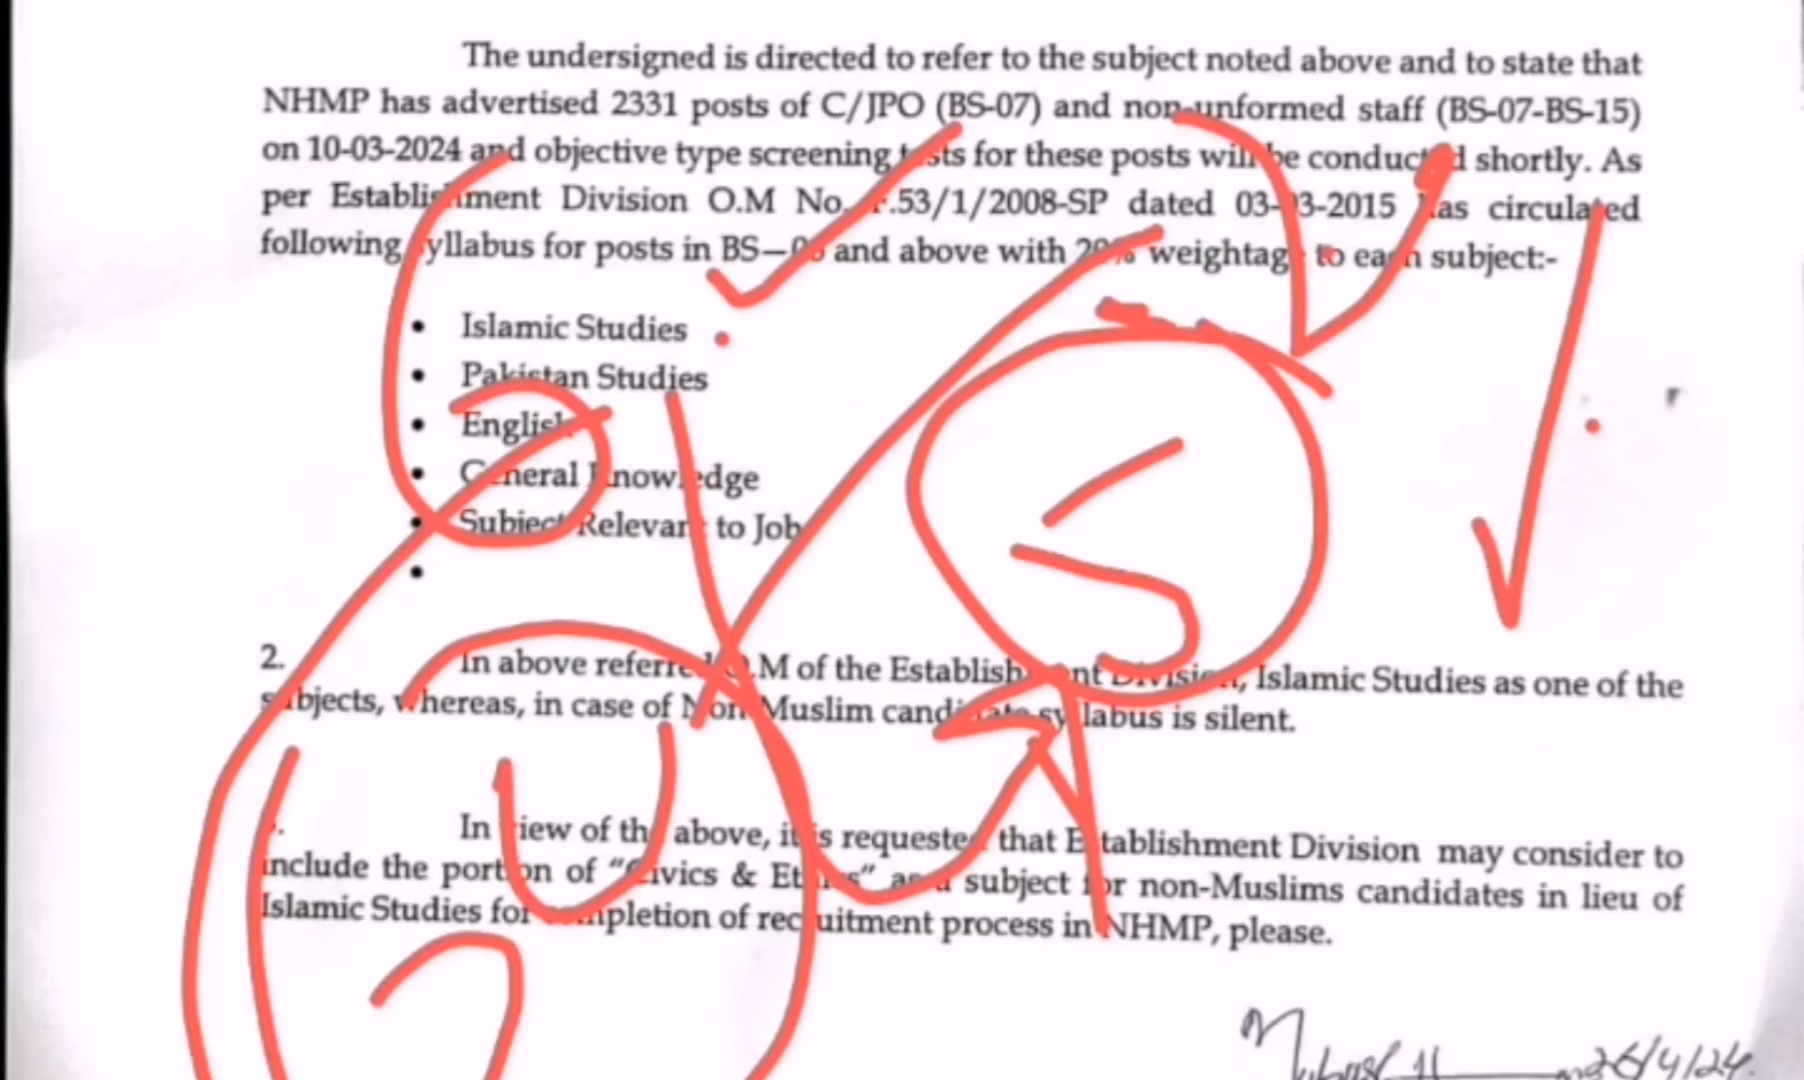 The undersigned is directed to refer to the subject noted above and to state that
NHMP has advertised 2331 posts of C/JPO (BS-07) and non-unformed staff (BS-07-BS-15)
on 10-03-2024 and objective type screening tests for these posts will be conducted shortly. As
per Establishment Division O.M No. F.53/1/2008-SP dated 03-03-2015 has circulated
following syllabus for posts in BS—06 and above with 20% weightage to each subject:-
• Islamic Studies
• Pakistan Studies
• English
• General Knowledge
• Subject Relevant to Job
•
2. In above referred O.M of the Establishment Division, Islamic Studies as one of the
subjects, whereas, in case of Non Muslim candidate syllabus is silent.
3. In view of the above, it is requested that Establishment Division may consider to
include the portion of "Civics & Ethics" as a subject for non-Muslims candidates in lieu of
Islamic Studies for completion of recruitment process in NHMP, please.
26/4/24.